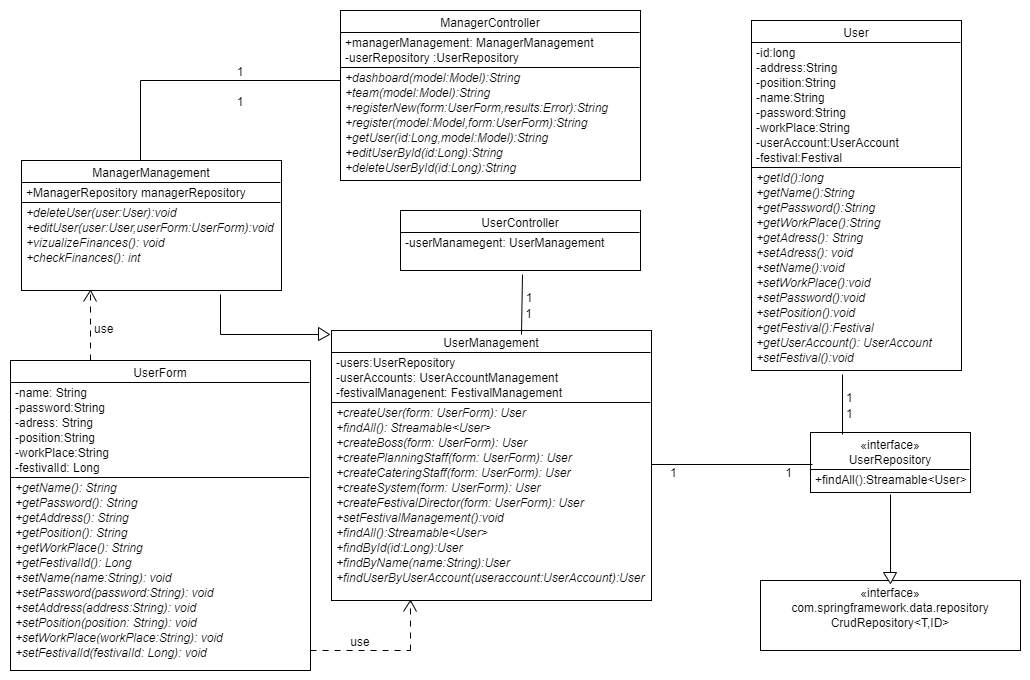 ManagerController
+managerManagement: ManagerManagement
-userRepository :UserRepository
+dashboard(model:Model):String
+team(model:Model):String
+registerNew(form:UserForm,results:Error):String
+register(model:Model,form:UserForm):String
+getUser(id:Long,model:Model):String
+editUserById(id:Long):String
+deleteUserById(id:Long):String
1
1
ManagerManagement
+ManagerRepository managerRepository
+deleteUser(user:User):void
+editUser(user:User,userForm:UserForm):void
+vizualizeFinances(): void
+checkFinances(): int
UserController
-userManamegent: UserManagement
1
1
use
User
-id:long
-address:String
-position:String
-name:String
-password:String
-workPlace:String
-userAccount:UserAccount
-festival:Festival
+getId():long
+getName():String
+getPassword():String
+getWorkPlace():String
+getAdress(): String
+setAdress(): void
+setName():void
+setWorkPlace():void
+setPassword():void
+setPosition():void
+getFestival():Festival
+getUserAccount(): UserAccount
+setFestival():void
1
1
UserForm
-name: String
-password:String
-adress: String
-position:String
-workPlace:String
-festivalId: Long
+getName(): String
+getPassword(): String
+getAddress(): String
+getPosition(): String
+getWorkPlace(): String
+getFestivalId(): Long
+setName(name:String): void
+setPassword(password:String): void
+setAddress(address:String): void
+setPosition(position: String): void
+setWorkPlace(workPlace:String): void
+setFestivalId(festivalId: Long): void
use
UserManagement
-users:UserRepository
-userAccounts: UserAccountManagement
-festivalManagenent: FestivalManagement
+createUser(form: UserForm): User
+findAll(): Streamable<User>
+createBoss(form: UserForm): User
+createPlanningStaff(form: UserForm): User
+createCateringStaff(form: UserForm): User
+createSystem(form: UserForm): User
+createFestivalDirector(form: UserForm): User
+setFestivalManagement():void
+findAll():Streamable<User>
+findById(id:Long):User
+findByName(name:String):User
+findUserByUserAccount(useraccount:UserAccount):User
1
1
«interface»
UserRepository
+findAll():Streamable<User>
«interface»
com.springframework.data.repository
CrudRepository<T,ID>